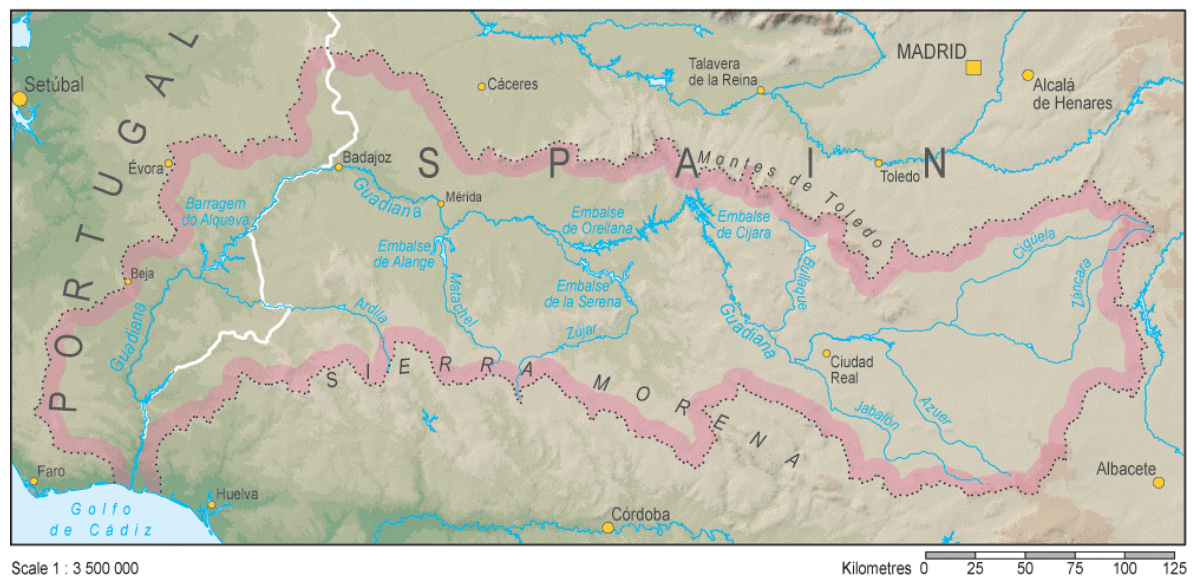 PORTUGAL
SPAIN
MADRID
Setúbal
Talavera
de la Reina
Alcalá
de Henares
Cáceres
Évora
Badajoz
Montes de Toledo
Toledo
Guadiana
Mérida
Barragem
do Alqueva
Embalse
de Orellana
Embalse
de Cíjara
Embalse
de Alange
Cigüela
Záncara
Bullaque
Beja
Matachel
Embalse
de la Serena
Ardila
Zújar
Guadiana
Guadiana
SIERRA MORENA
Ciudad
Real
Jabalón
Azuer
Faro
Huelva
Albacete
Golfo
de Cádiz
Córdoba
Scale 1 : 3 500 000
Kilometres 0 25 50 75 100 125